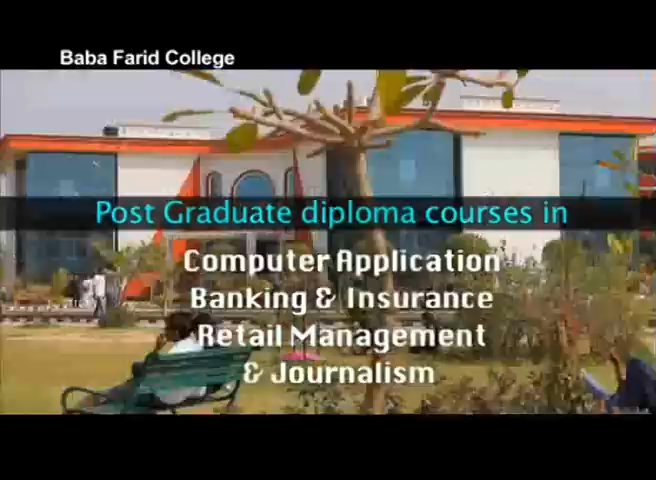 Baba Farid College
Post Graduate diploma courses in
Computer Application
Banking & Insurance
Retail Management
& Journalism